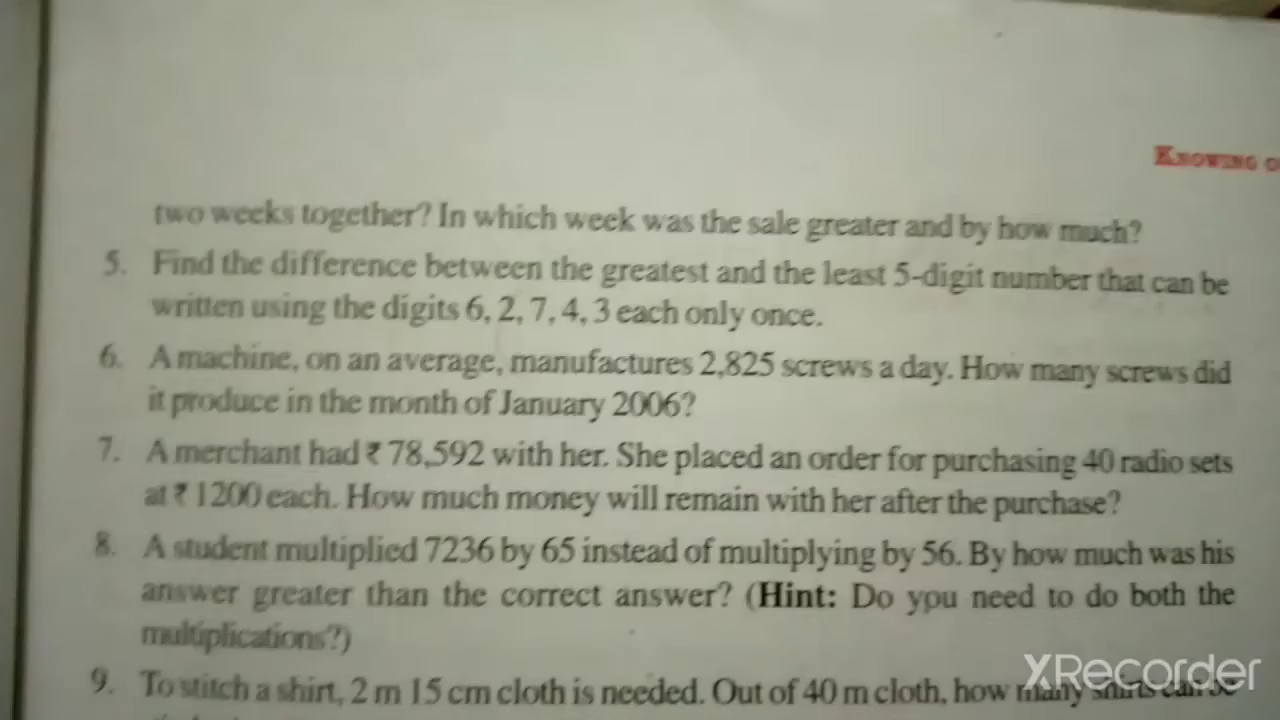 KNOWING O
two weeks together? In which week was the sale greater and by how much?
5. Find the difference between the greatest and the least 5-digit number that can be
written using the digits 6, 2, 7, 4, 3 each only once.
6. A machine, on an average, manufactures 2,825 screws a day. How many screws did
it produce in the month of January 2006?
7. A merchant had ₹ 78,592 with her. She placed an order for purchasing 40 radio sets
at ₹ 1200 each. How much money will remain with her after the purchase?
8. A student multiplied 7236 by 65 instead of multiplying by 56. By how much was his
answer greater than the correct answer? (Hint: Do you need to do both the
multiplications?)
9. To stitch a shirt, 2 m 15 cm cloth is needed. Out of 40 m cloth, how many shirts can be
XRecorder